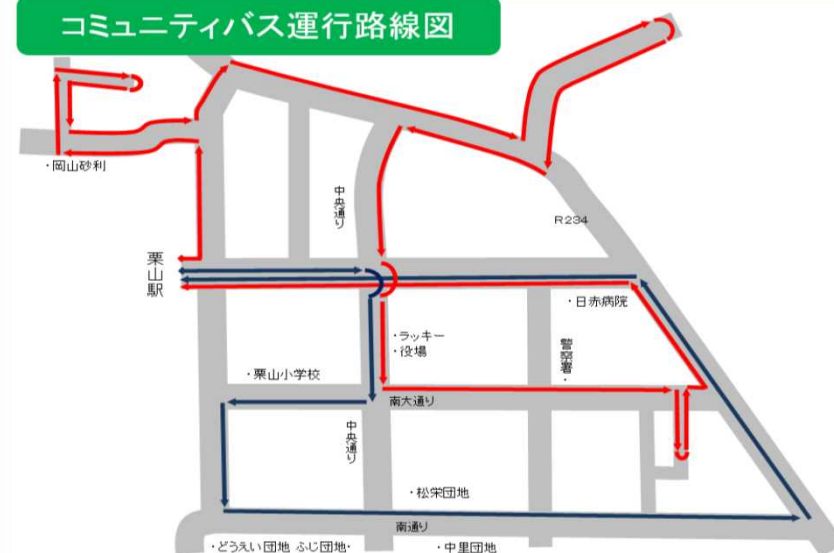 コミュニティバス運行路線図
・岡山砂利
中央通り
R234
栗山駅
・日赤病院
・ラッキー
・役場
警察署・
・栗山小学校
南大通り
中央通り
・松栄団地
南通り
・どうえい団地 ふじ団地・
・中里団地